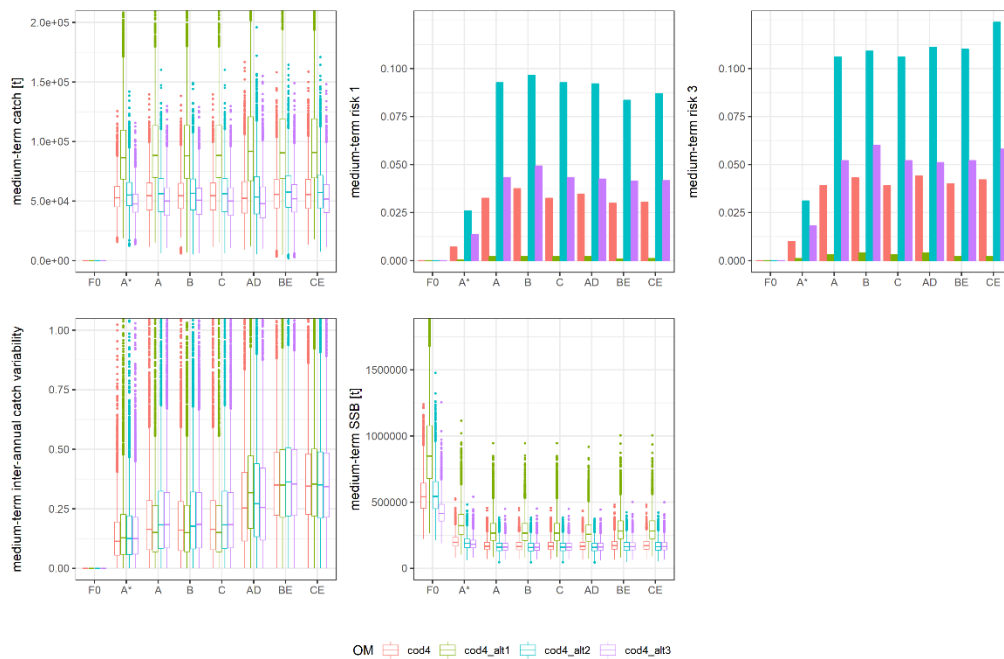 medium-term catch [t]
2.0e+05
1.5e+05
1.0e+05
5.0e+04
0.0e+00
F0 A* A B C AD BE CE
medium-term risk 1
0.100
0.075
0.050
0.025
0.000
F0 A* A B C AD BE CE
medium-term risk 3
0.100
0.075
0.050
0.025
0.000
F0 A* A B C AD BE CE
medium-term inter-annual catch variability
1.00
0.75
0.50
0.25
0.00
F0 A* A B C AD BE CE
medium-term SSB [t]
1500000
1000000
500000
0
F0 A* A B C AD BE CE
OM cod4 cod4_alt1 cod4_alt2 cod4_alt3